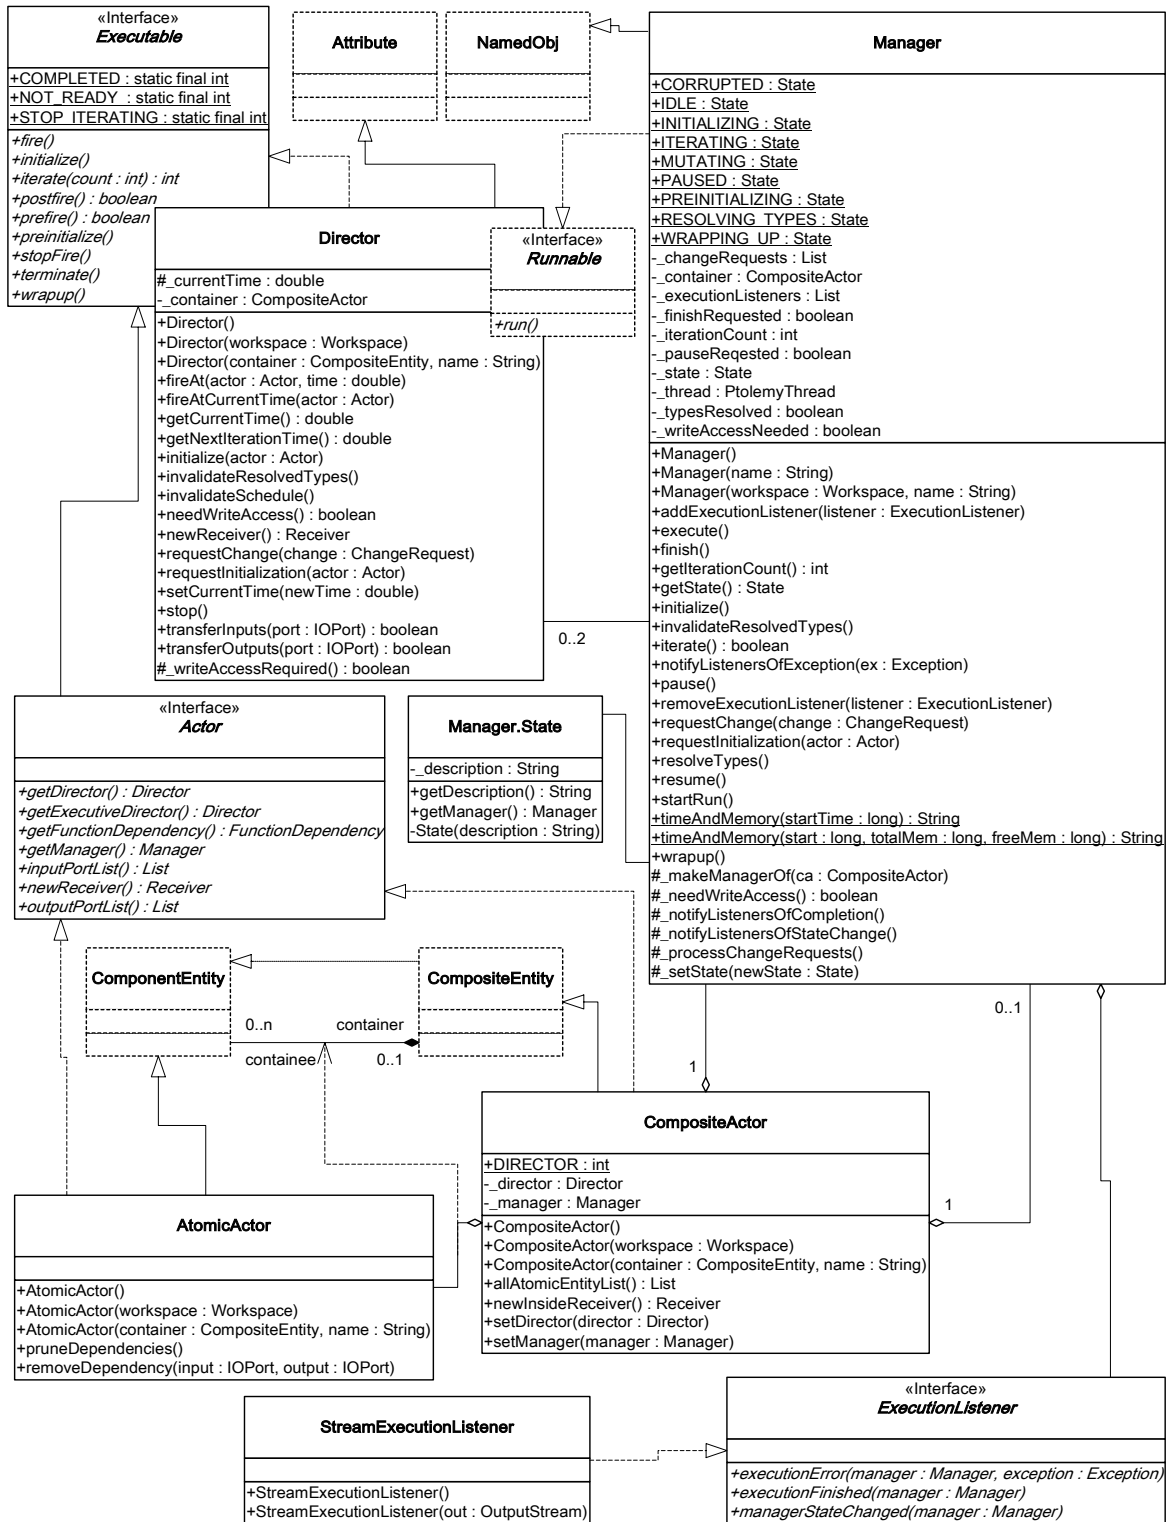 «Interface»
Executable
+COMPLETED : static final int
+NOT_READY : static final int
+STOP_ITERATING : static final int
+fire()
+initialize()
+iterate(count : int) : int
+postfire() : boolean
+prefire() : boolean
+preinitialize()
+stopFire()
+terminate()
+wrapup()
Attribute
NamedObj
Manager
+CORRUPTED : State
+IDLE : State
+INITIALIZING : State
+ITERATING : State
+MUTATING : State
+PAUSED : State
+PREINITIALIZING : State
+RESOLVING_TYPES : State
+WRAPPING_UP : State
-_changeRequests : List
-_container : CompositeActor
-_executionListeners : List
-_finishRequested : boolean
-_iterationCount : int
-_pauseReqested : boolean
-_state : State
-_thread : PtolemyThread
-_typesResolved : boolean
-_writeAccessNeeded : boolean
+Manager()
+Manager(name : String)
+Manager(workspace : Workspace, name : String)
+addExecutionListener(listener : ExecutionListener)
+execute()
+finish()
+getIterationCount() : int
+getState() : State
+initialize()
+invalidateResolvedTypes()
+iterate() : boolean
+notifyListenersOfException(ex : Exception)
+pause()
+removeExecutionListener(listener : ExecutionListener)
+requestChange(change : ChangeRequest)
+requestInitialization(actor : Actor)
+resolveTypes()
+resume()
+startRun()
+timeAndMemory(startTime : long) : String
+timeAndMemory(start : long, totalMem : long, freeMem : long) : String
+wrapup()
#_makeManagerOf(ca : CompositeActor)
#_needWriteAccess() : boolean
#_notifyListenersOfCompletion()
#_notifyListenersOfStateChange()
#_processChangeRequests()
#_setState(newState : State)
Director
#_currentTime : double
-_container : CompositeActor
+Director()
+Director(workspace : Workspace)
+Director(container : CompositeEntity, name : String)
+fireAt(actor : Actor, time : double)
+fireAtCurrentTime(actor : Actor)
+getCurrentTime() : double
+getNextIterationTime() : double
+initialize(actor : Actor)
+invalidateResolvedTypes()
+invalidateSchedule()
+needWriteAccess() : boolean
+newReceiver() : Receiver
+requestChange(change : ChangeRequest)
+requestInitialization(actor : Actor)
+setCurrentTime(newTime : double)
+stop()
+transferInputs(port : IOPort) : boolean
+transferOutputs(port : IOPort) : boolean
#_writeAccessRequired() : boolean
«Interface»
Runnable
+run()
0..2
«Interface»
Actor
+getDirector() : Director
+getExecutiveDirector() : Director
+getFunctionDependency() : FunctionDependency
+getManager() : Manager
+inputPortList() : List
+newReceiver() : Receiver
+outputPortList() : List
Manager.State
-_description : String
+getDescription() : String
+getManager() : Manager
-State(description : String)
ComponentEntity
CompositeEntity
0..n
container
containee
0..1
0..1
1
CompositeActor
+DIRECTOR : int
-_director : Director
-_manager : Manager
+CompositeActor()
+CompositeActor(workspace : Workspace)
+CompositeActor(container : CompositeEntity, name : String)
+allAtomicEntityList() : List
+newInsideReceiver() : Receiver
+setDirector(director : Director)
+setManager(manager : Manager)
1
AtomicActor
+AtomicActor()
+AtomicActor(workspace : Workspace)
+AtomicActor(container : CompositeEntity, name : String)
+pruneDependencies()
+removeDependency(input : IOPort, output : IOPort)
StreamExecutionListener
+StreamExecutionListener()
+StreamExecutionListener(out : OutputStream)
«Interface»
ExecutionListener
+executionError(manager : Manager, exception : Exception)
+executionFinished(manager : Manager)
+managerStateChanged(manager : Manager)